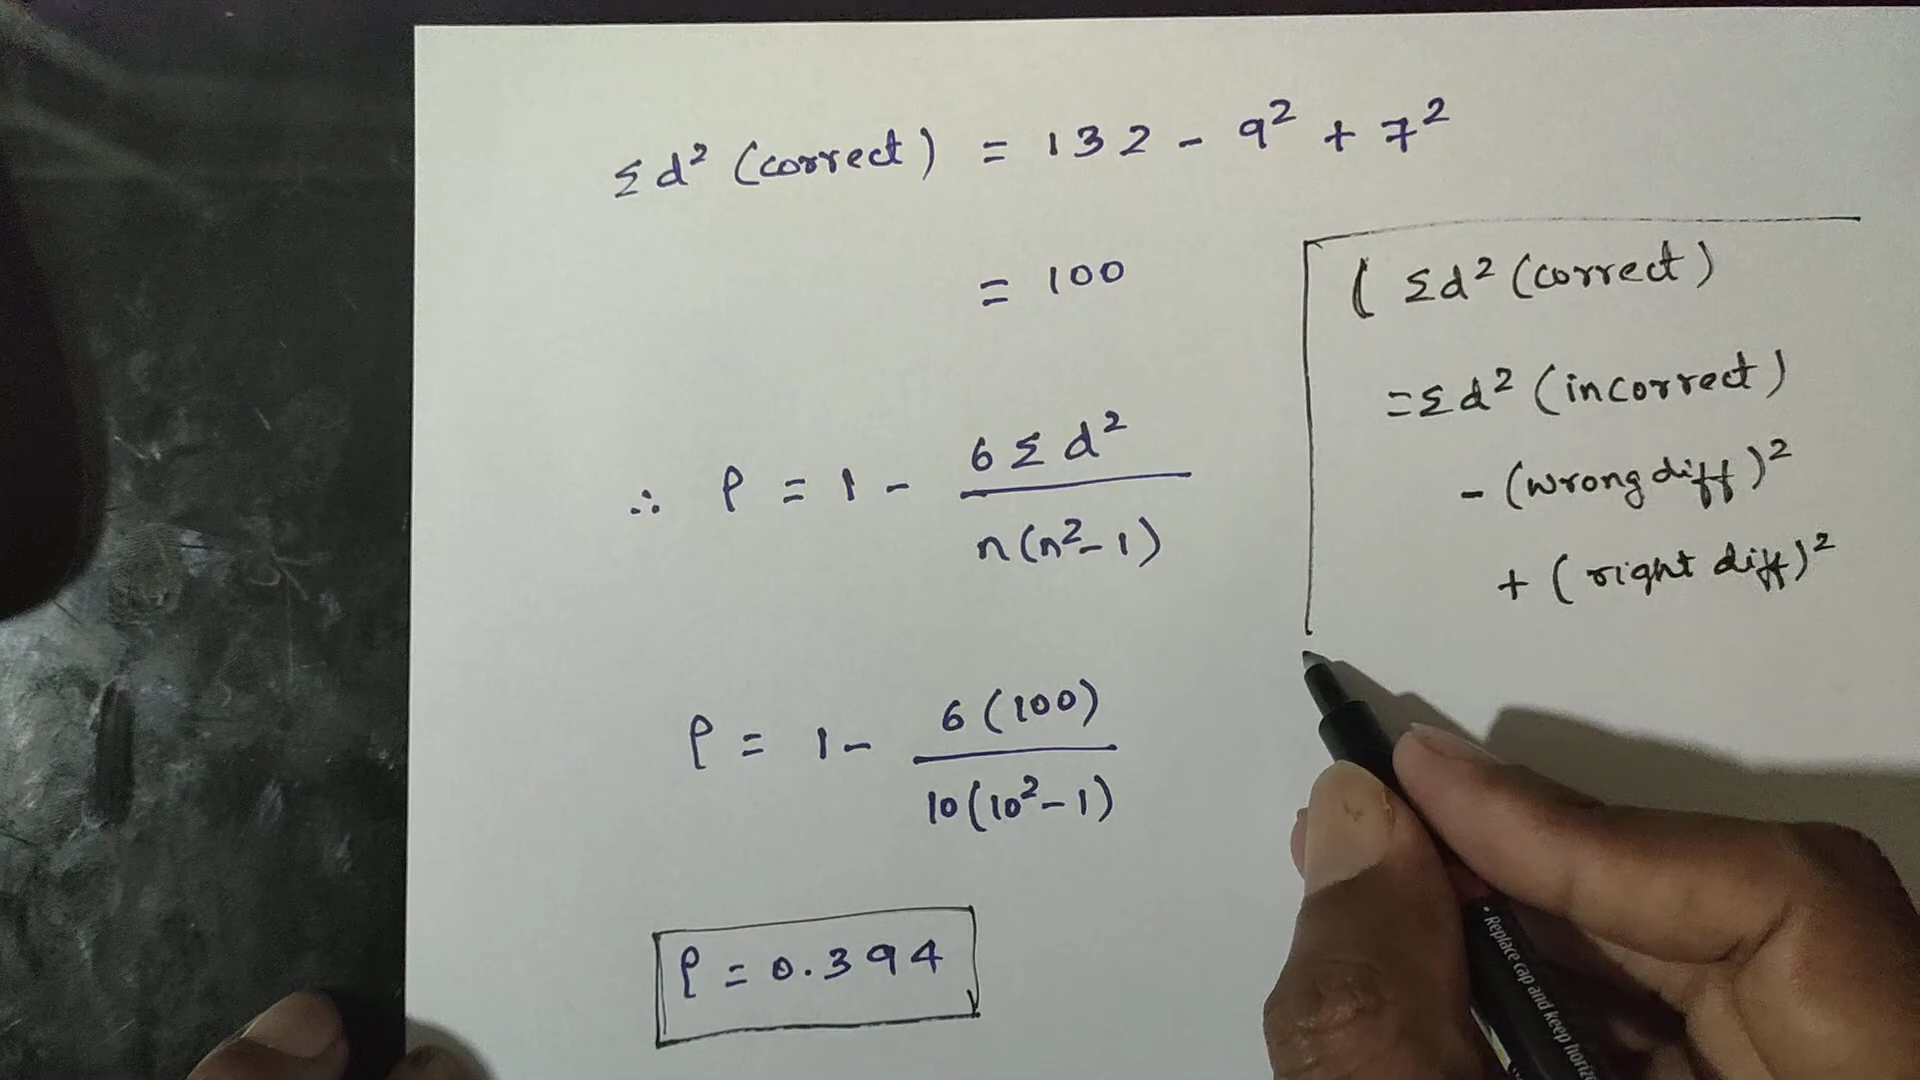 Σd² (correct) = 132 - 9² + 7²
= 100
∴ ρ = 1 - 6Σd² / n(n²-1)
ρ = 1 - 6(100) / 10(10²-1)
ρ = 0.394
( Σd² (correct)
= Σd² (incorrect)
- (wrong diff)²
+ (right diff)²
• Replace cap and keep horizo